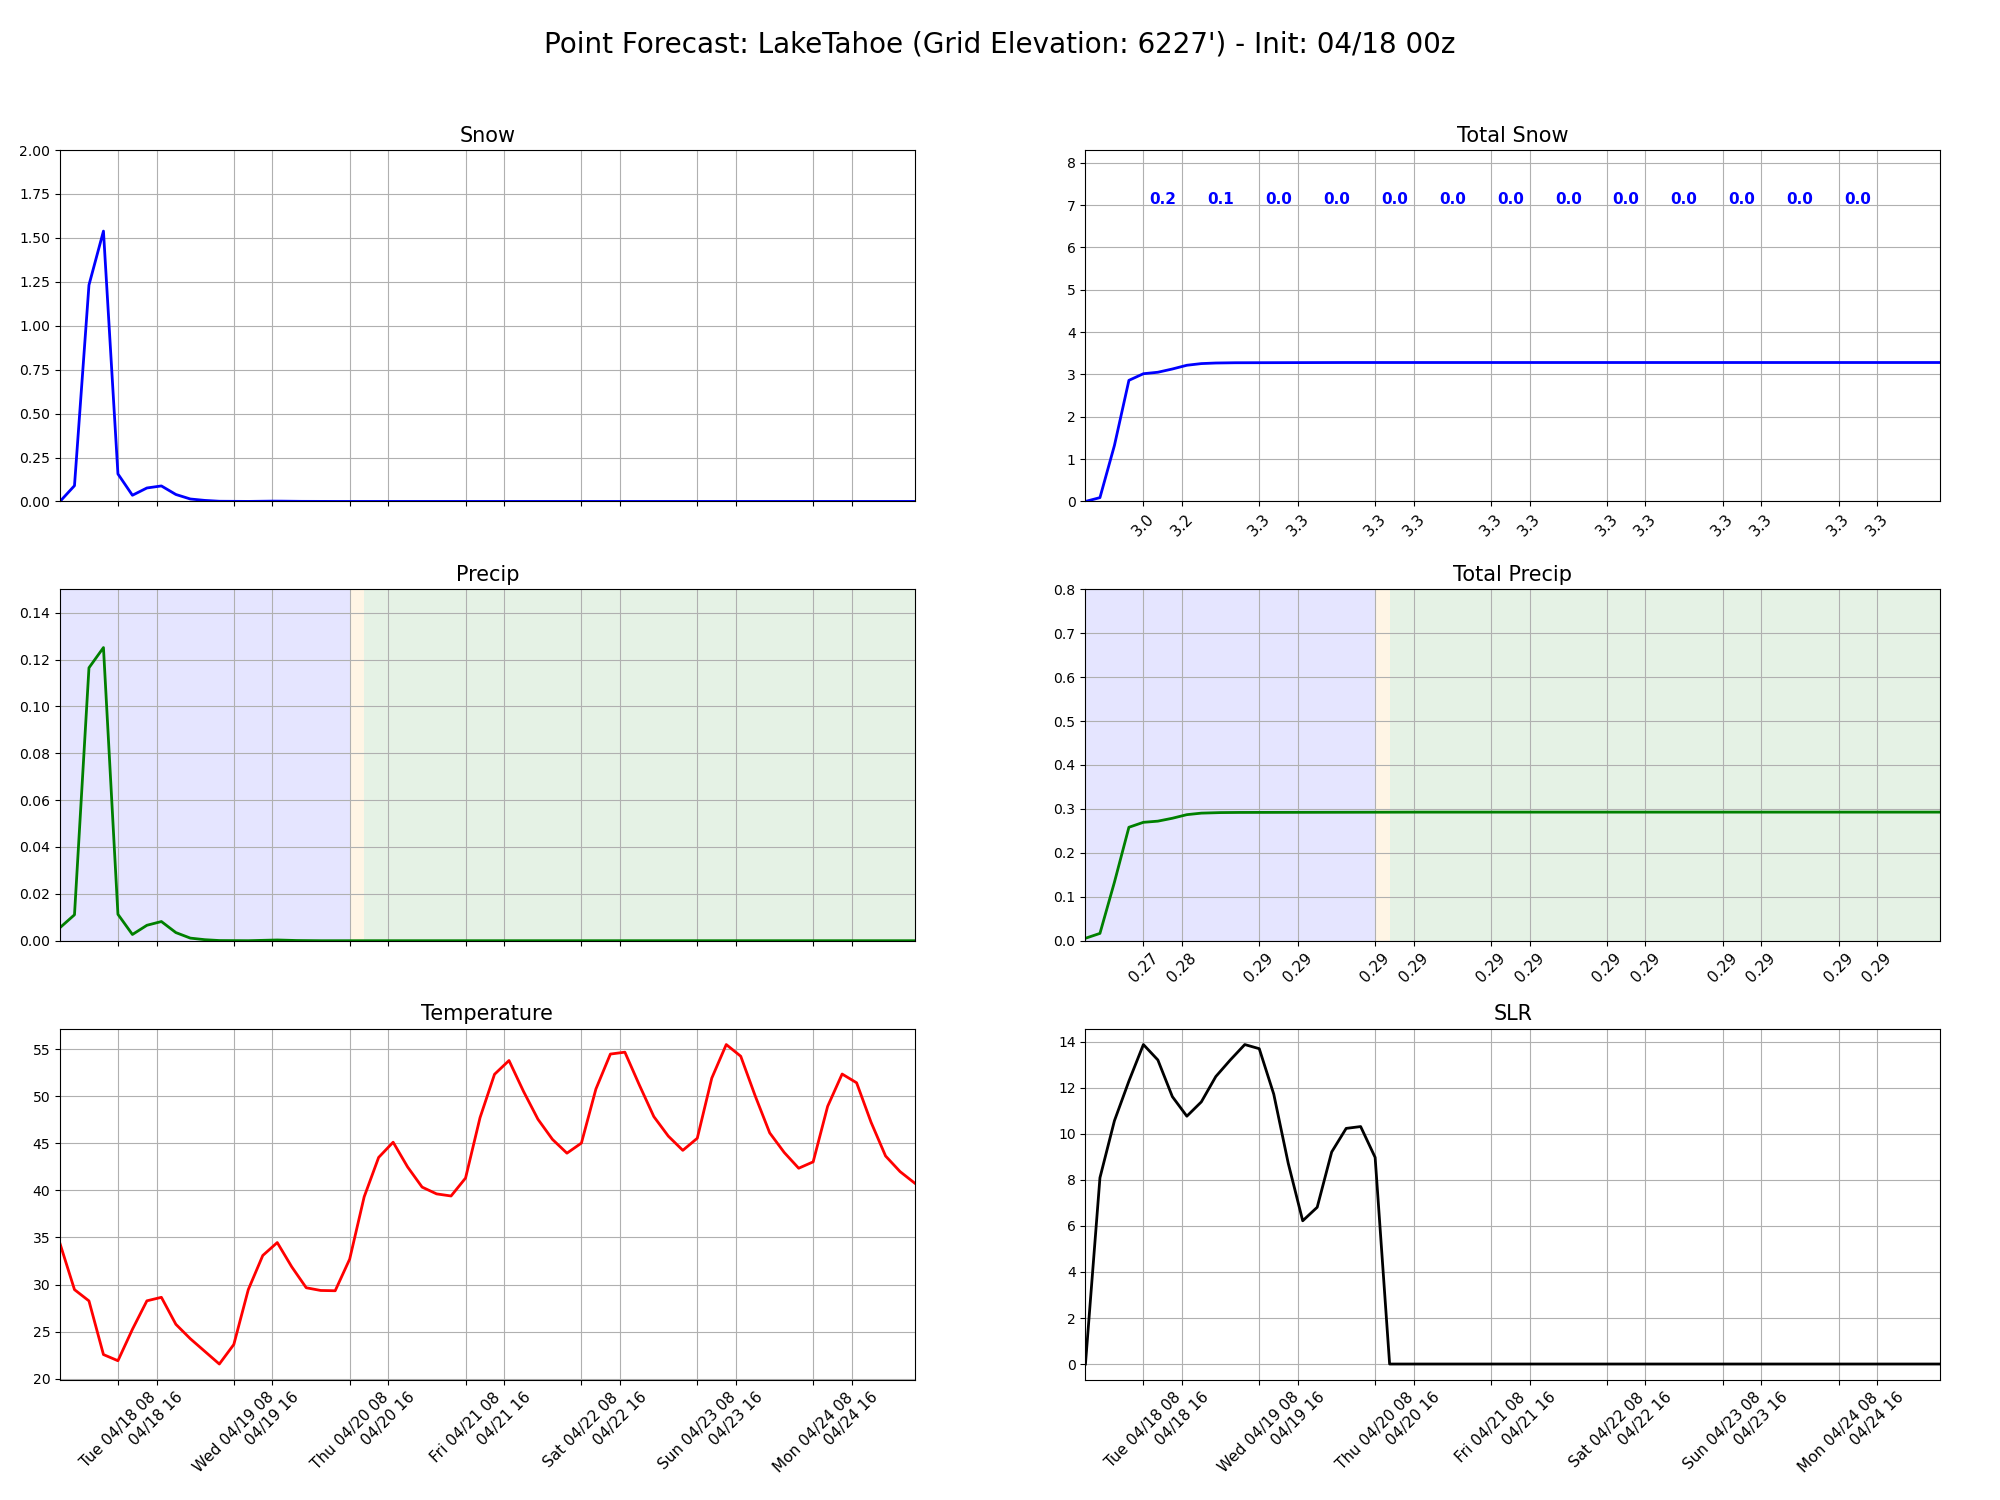 Point Forecast: LakeTahoe (Grid Elevation: 6227') - Init: 04/18 00z
Snow
2.00
1.75
1.50
1.25
1.00
0.75
0.50
0.25
0.00
Total Snow
8
7
6
5
4
3
2
1
0
0.2 0.1 0.0 0.0 0.0 0.0 0.0 0.0 0.0 0.0 0.0 0.0 0.0
3.0 3.2 3.3 3.3 3.3 3.3 3.3 3.3 3.3 3.3 3.3 3.3 3.3 3.3
Precip
0.14
0.12
0.10
0.08
0.06
0.04
0.02
0.00
Total Precip
0.8
0.7
0.6
0.5
0.4
0.3
0.2
0.1
0.0
0.27 0.28 0.29 0.29 0.29 0.29 0.29 0.29 0.29 0.29 0.29 0.29 0.29 0.29
Temperature
55
50
45
40
35
30
25
20
Tue 04/18 08
04/18 16
Wed 04/19 08
04/19 16
Thu 04/20 08
04/20 16
Fri 04/21 08
04/21 16
Sat 04/22 08
04/22 16
Sun 04/23 08
04/23 16
Mon 04/24 08
04/24 16
SLR
14
12
10
8
6
4
2
0
Tue 04/18 08
04/18 16
Wed 04/19 08
04/19 16
Thu 04/20 08
04/20 16
Fri 04/21 08
04/21 16
Sat 04/22 08
04/22 16
Sun 04/23 08
04/23 16
Mon 04/24 08
04/24 16